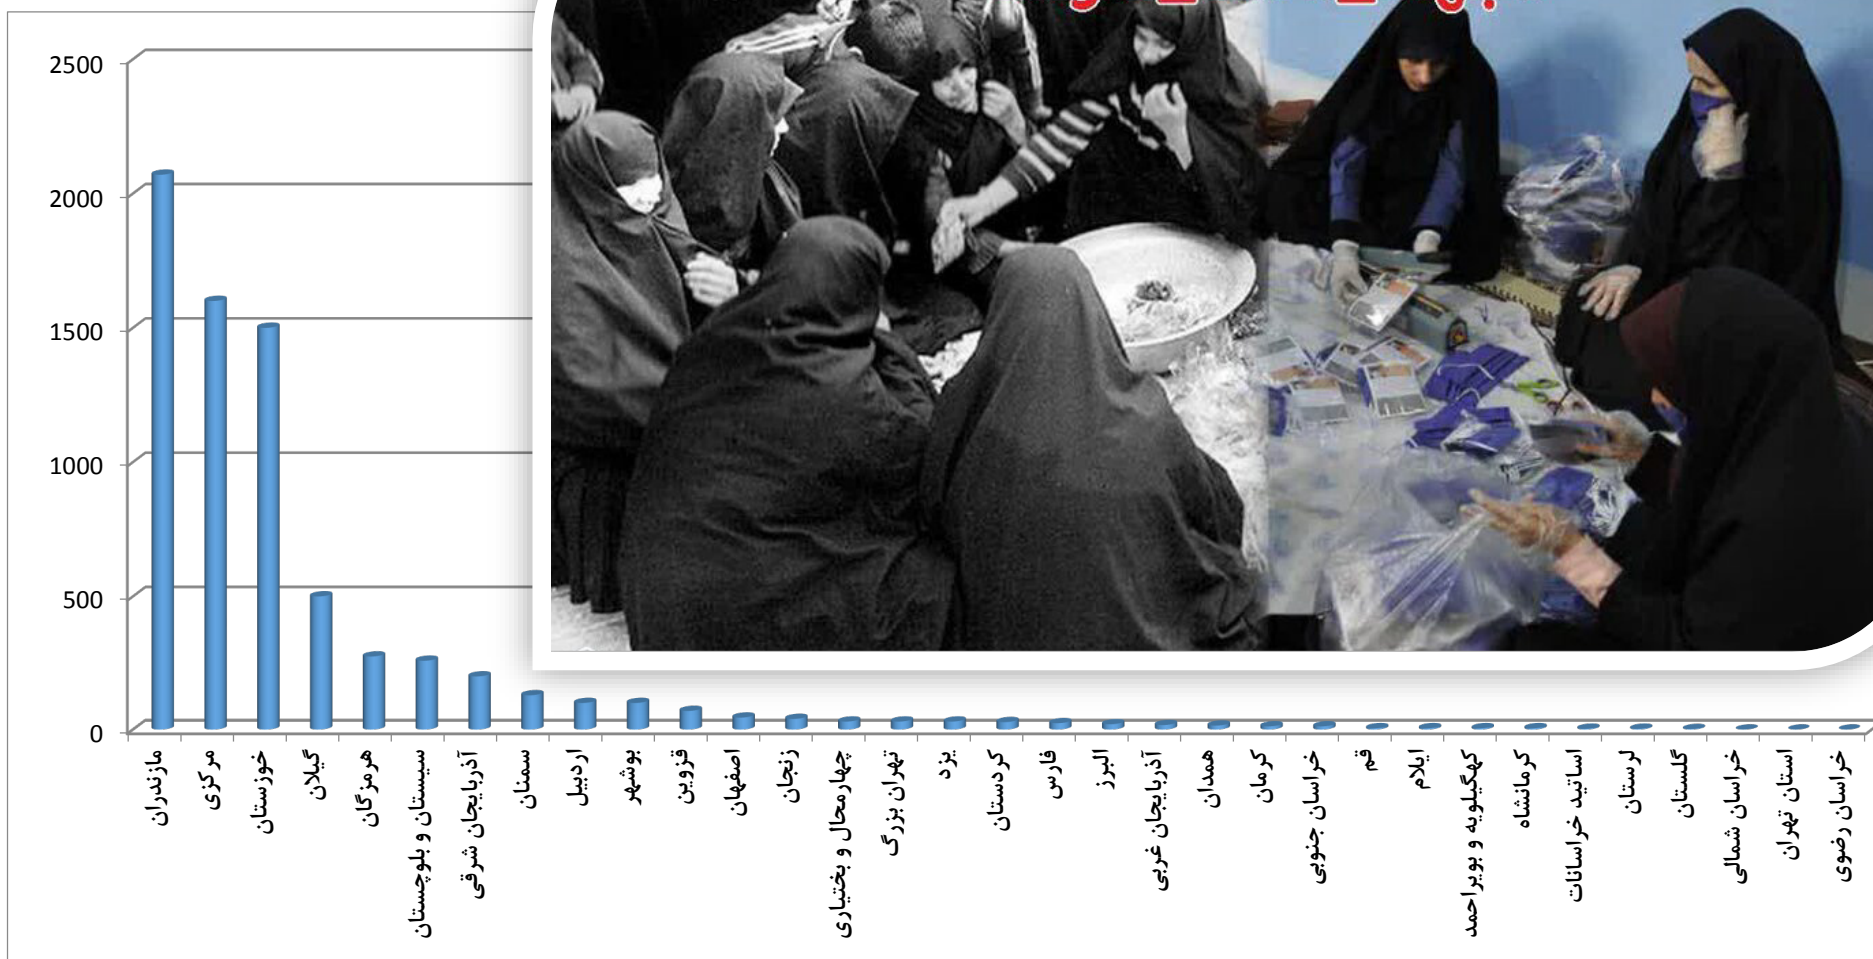 2500
2000
1500
1000
500
0
مازندران
مرکزی
خوزستان
گیلان
هرمزگان
سیستان و بلوچستان
آذربایجان شرقی
سمنان
اردبیل
بوشهر
قزوین
اصفهان
زنجان
چهارمحال و بختیاری
تهران بزرگ
یزد
کردستان
فارس
البرز
آذربایجان غربی
همدان
کرمان
خراسان جنوبی
قم
ایلام
کهگیلویه و بویراحمد
کرمانشاه
اساتید خراسانات
لرستان
گلستان
خراسان شمالی
استان تهران
خراسان رضوی